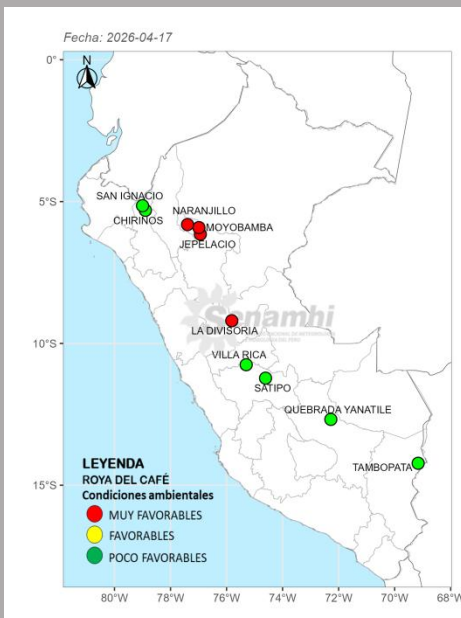 Fecha: 2026-04-17
N
0°
SAN IGNACIO
5°S
NARANJILLO
CHIRINOS
MOYOBAMBA
JEPELACIO
Senamhi
LA DIVISORIA
10°S
VILLA RICA
SATIPO
QUEBRADA YANATILE
TAMBOPATA
LEYENDA
ROYA DEL CAFÉ
Condiciones ambientales
15°S
MUY FAVORABLES
FAVORABLES
POCO FAVORABLES
80°W 78°W 76°W 74°W 72°W 70°W 68°W